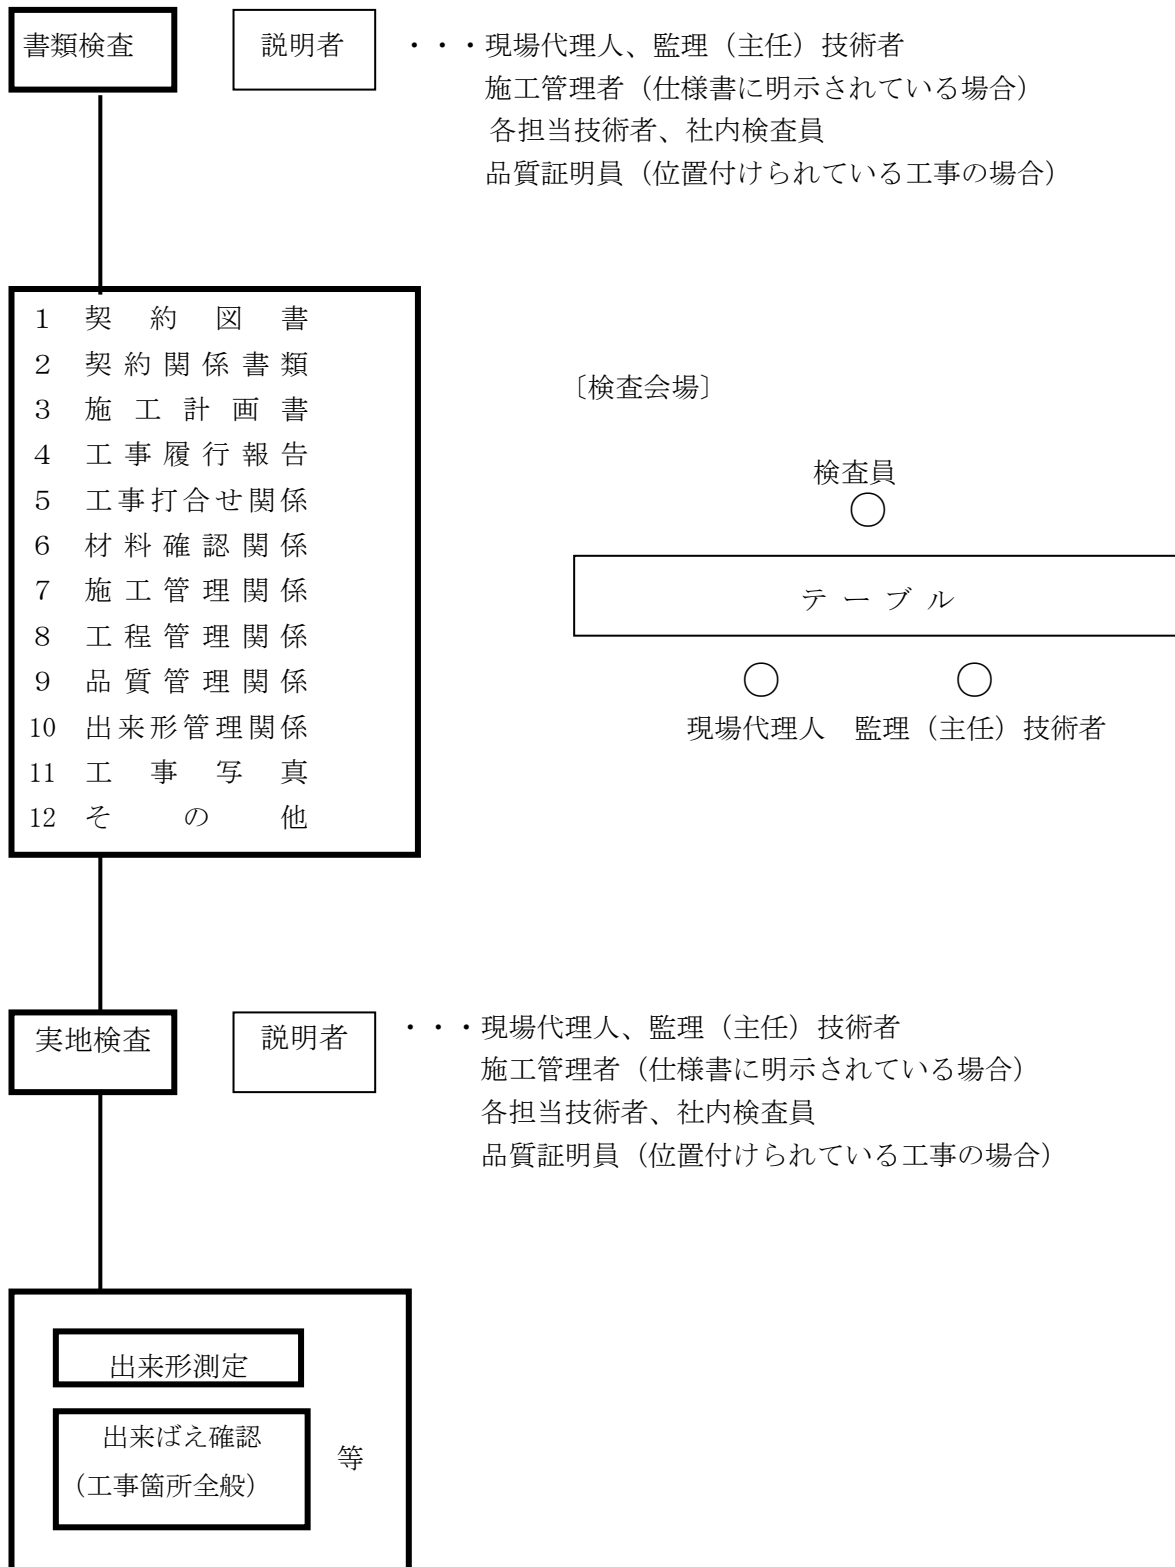 書類検査
説明者
・・・現場代理人、監理（主任）技術者
施工管理者（仕様書に明示されている場合）
各担当技術者、社内検査員
品質証明員（位置付けられている工事の場合）
1 契約図書
2 契約関係書類
3 施工計画書
4 工事履行報告
5 工事打合せ関係
6 材料確認関係
7 施工管理関係
8 工程管理関係
9 品質管理関係
10 出来形管理関係
11 工事写真
12 その他
〔検査会場〕
検査員
テーブル
現場代理人 監理（主任）技術者
実地検査
説明者
・・・現場代理人、監理（主任）技術者
施工管理者（仕様書に明示されている場合）
各担当技術者、社内検査員
品質証明員（位置付けられている工事の場合）
出来形測定
出来ばえ確認
（工事箇所全般）
等